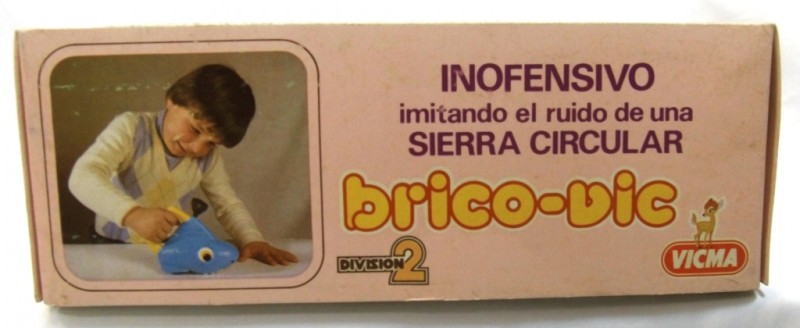 INOFENSIVO
imitando el ruido de una
SIERRA CIRCULAR
brico-vic
DIVISION 2
VICMA